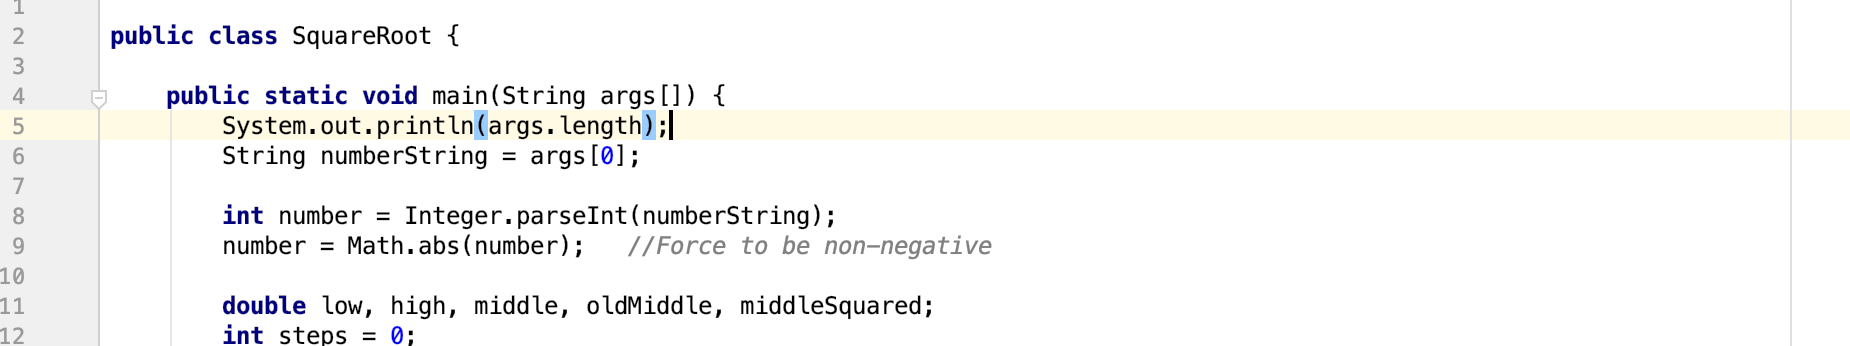 1
2 public class SquareRoot {
3
4 public static void main(String args[]) {
5 System.out.println(args.length);
6 String numberString = args[0];
7
8 int number = Integer.parseInt(numberString);
9 number = Math.abs(number); //Force to be non-negative
10
11 double low, high, middle, oldMiddle, middleSquared;
12 int steps = 0;